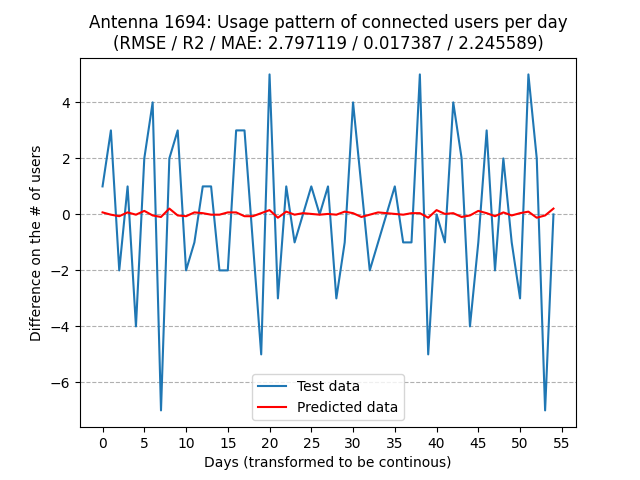 Antenna 1694: Usage pattern of connected users per day
(RMSE / R2 / MAE: 2.797119 / 0.017387 / 2.245589)
Difference on the # of users
4
2
0
−2
−4
−6
Test data
Predicted data
0 5 10 15 20 25 30 35 40 45 50 55
Days (transformed to be continous)